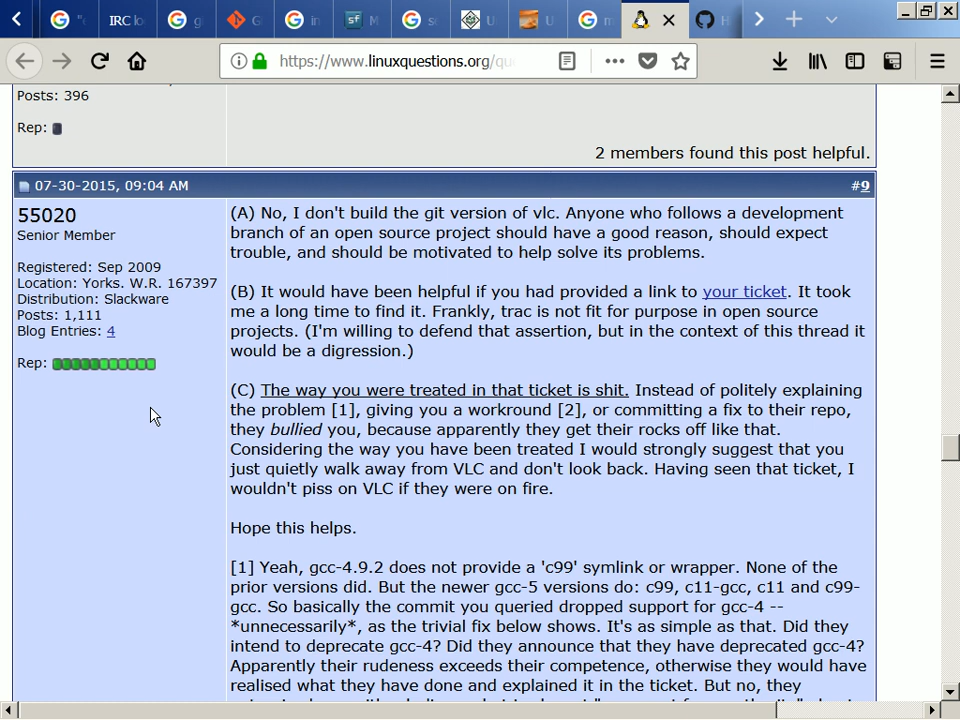 "e
IRC lo
g
G
in
sf M
se
U
U
m
H
https://www.linuxquestions.org/qu
Posts: 396
Rep:
2 members found this post helpful.
07-30-2015, 09:04 AM
#9
55020
Senior Member
Registered: Sep 2009
Location: Yorks. W.R. 167397
Distribution: Slackware
Posts: 1,111
Blog Entries: 4
Rep:
(A) No, I don't build the git version of vlc. Anyone who follows a development
branch of an open source project should have a good reason, should expect
trouble, and should be motivated to help solve its problems.
(B) It would have been helpful if you had provided a link to your ticket. It took
me a long time to find it. Frankly, trac is not fit for purpose in open source
projects. (I'm willing to defend that assertion, but in the context of this thread it
would be a digression.)
(C) The way you were treated in that ticket is shit. Instead of politely explaining
the problem [1], giving you a workround [2], or committing a fix to their repo,
they bullied you, because apparently they get their rocks off like that.
Considering the way you have been treated I would strongly suggest that you
just quietly walk away from VLC and don't look back. Having seen that ticket, I
wouldn't piss on VLC if they were on fire.
Hope this helps.
[1] Yeah, gcc-4.9.2 does not provide a 'c99' symlink or wrapper. None of the
prior versions did. But the newer gcc-5 versions do: c99, c11-gcc, c11 and c99-
gcc. So basically the commit you queried dropped support for gcc-4 --
*unnecessarily*, as the trivial fix below shows. It's as simple as that. Did they
intend to deprecate gcc-4? Did they announce that they have deprecated gcc-4?
Apparently their rudeness exceeds their competence, otherwise they would have
realised what they have done and explained it in the ticket. But no, they